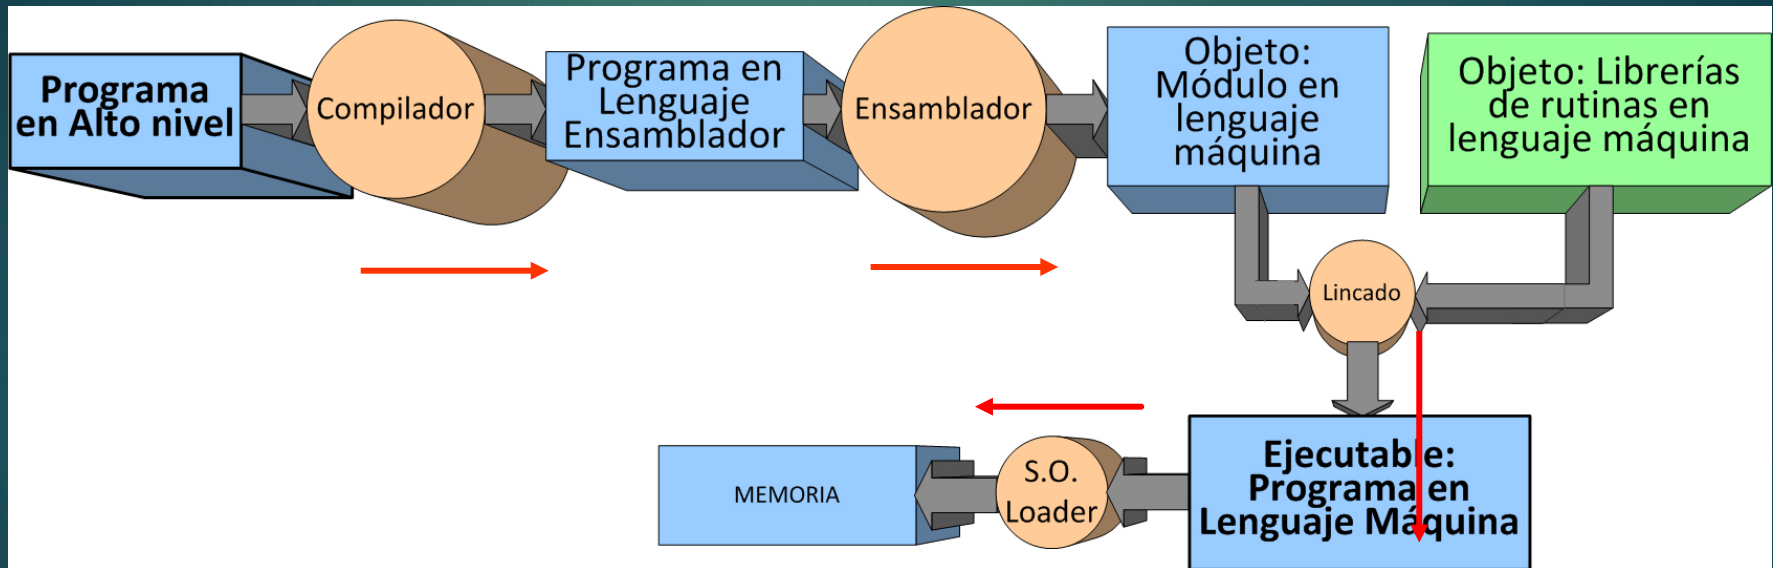 Programa
en Alto nivel
Compilador
Programa en
Lenguaje
Ensamblador
Ensamblador
Objeto:
Módulo en
lenguaje
máquina
Objeto: Librerías
de rutinas en
lenguaje máquina
Lincado
Ejecutable:
Programa en
Lenguaje Máquina
S.O.
Loader
MEMORIA